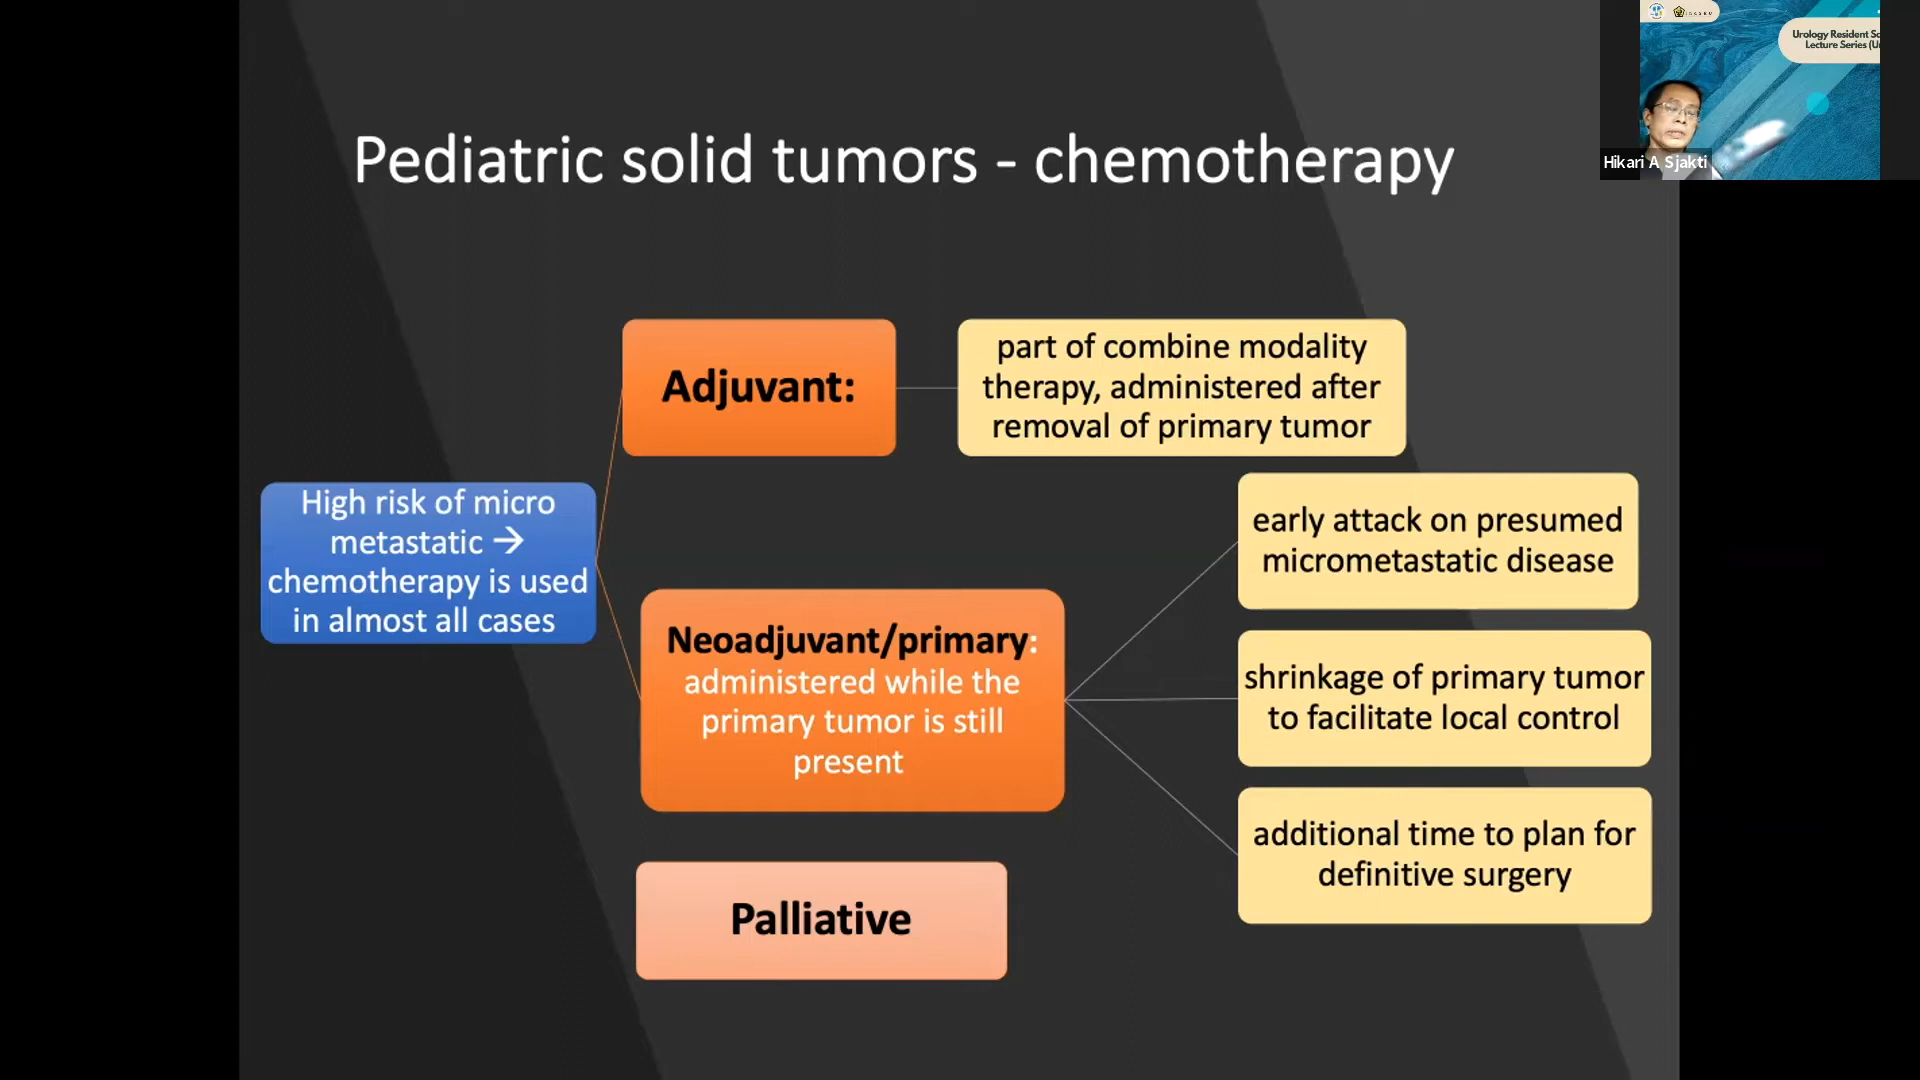 Pediatric solid tumors - chemotherapy
High risk of micro
metastatic →
chemotherapy is used
in almost all cases
Adjuvant:
part of combine modality
therapy, administered after
removal of primary tumor
Neoadjuvant/primary:
administered while the
primary tumor is still
present
early attack on presumed
micrometastatic disease
shrinkage of primary tumor
to facilitate local control
additional time to plan for
definitive surgery
Palliative
Urology Resident
Lecture Series
Hikari A Sjakti